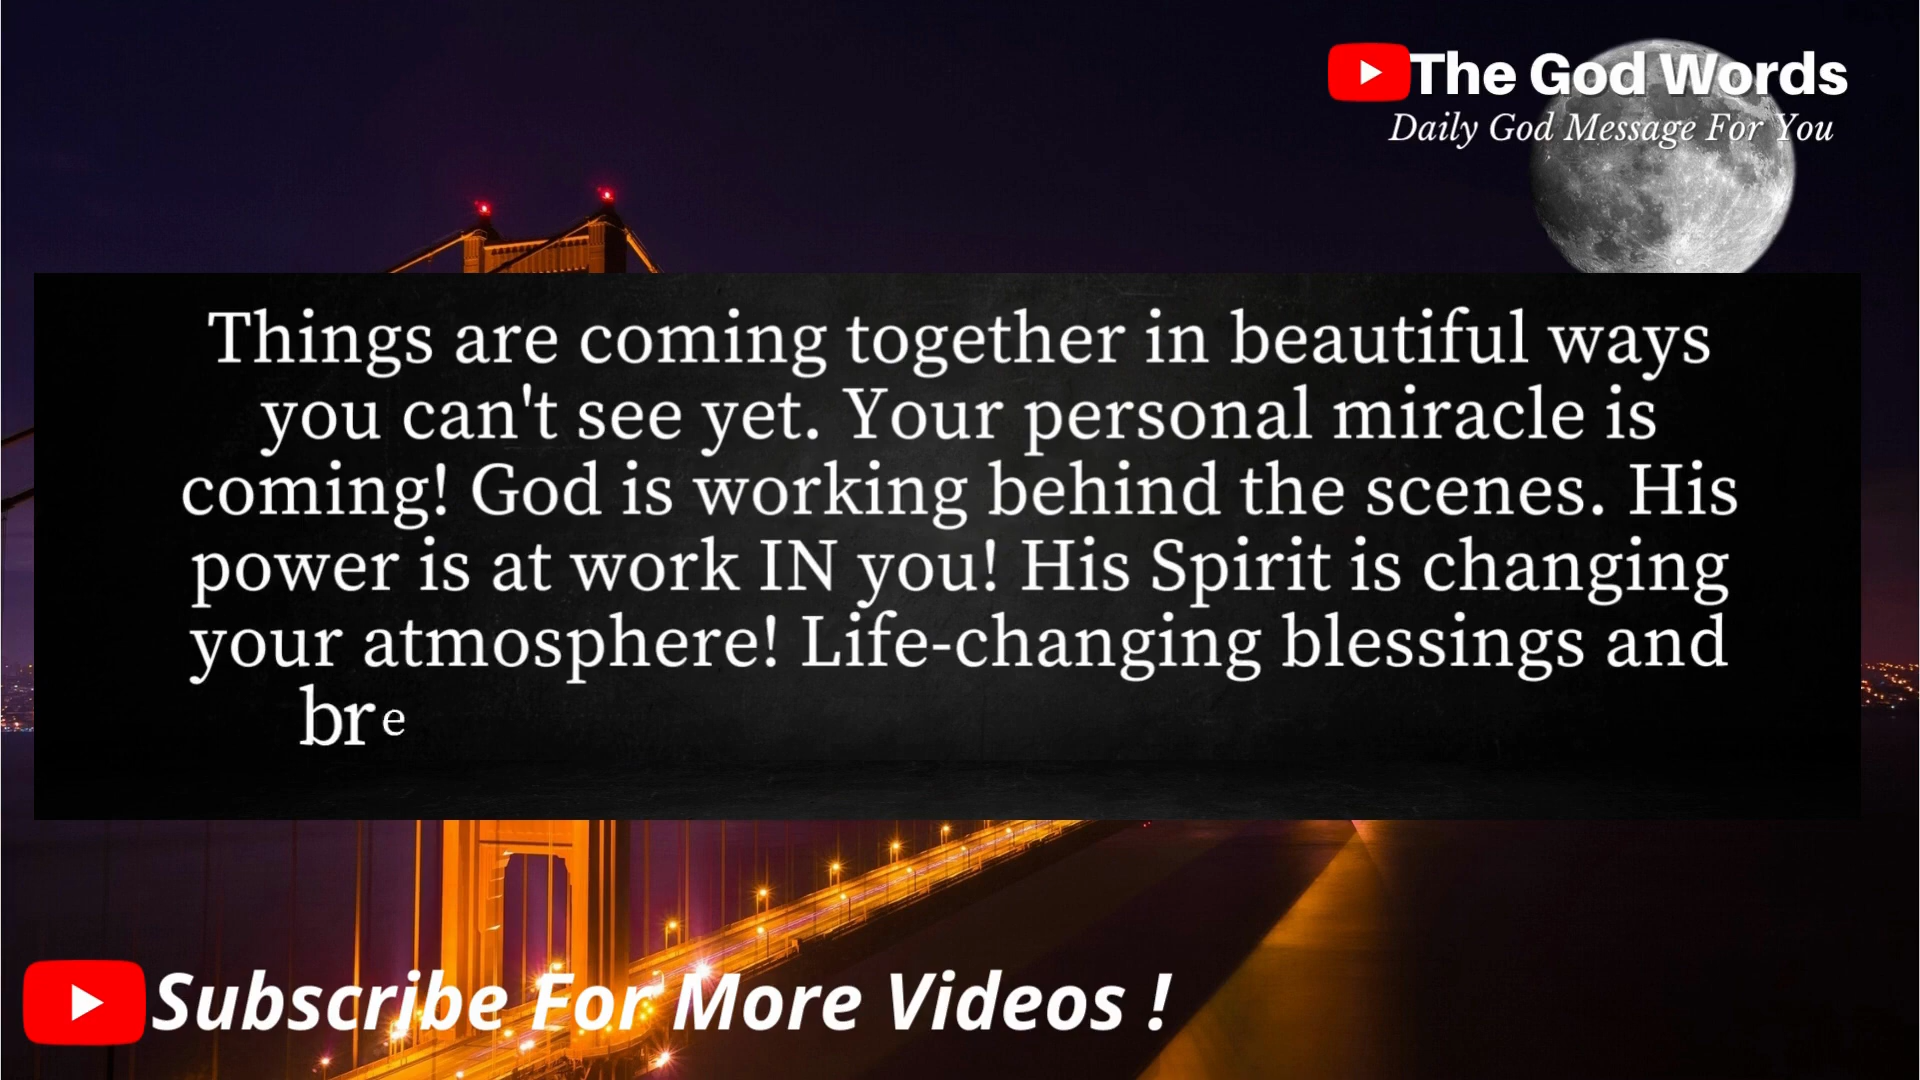 The God Words
Daily God Message For You
Things are coming together in beautiful ways
you can't see yet. Your personal miracle is
coming! God is working behind the scenes. His
power is at work IN you! His Spirit is changing
your atmosphere! Life-changing blessings and
bre
Subscribe For More Videos !